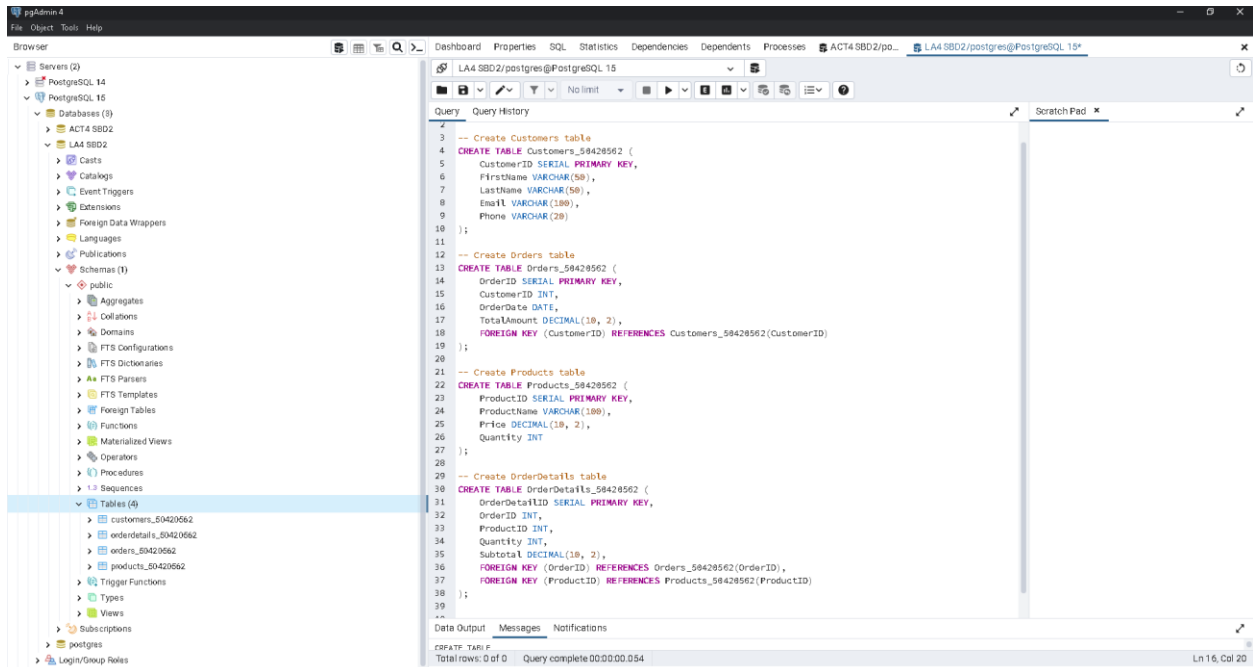 pgAdmin 4
File Object Tools Help
Browser
Servers (2)
PostgreSQL 14
PostgreSQL 15
Databases (3)
ACT4 SBD2
LA4 SBD2
Casts
Catalogs
Event Triggers
Extensions
Foreign Data Wrappers
Languages
Publications
Schemas (1)
public
Aggregates
Collations
Domains
FTS Configurations
FTS Dictionaries
FTS Parsers
FTS Templates
Foreign Tables
Functions
Materialized Views
Operators
Procedures
1..3 Sequences
Tables (4)
customers_50420562
orderdetails_50420562
orders_50420562
products_50420562
Trigger Functions
Types
Views
Subscriptions
postgres
Login/Group Roles
Dashboard Properties SQL Statistics Dependencies Dependents Processes ACT4 SBD2/po... LA4 SBD2/postgres@PostgreSQL 15*
LA4 SBD2/postgres@PostgreSQL 15
No limit
Query Query History
Scratch Pad
2
3 -- Create Customers table
4 CREATE TABLE Customers_50420562 (
5 CustomerID SERIAL PRIMARY KEY,
6 FirstName VARCHAR(50),
7 LastName VARCHAR(50),
8 Email VARCHAR(100),
9 Phone VARCHAR(20)
10 );
11
12 -- Create Orders table
13 CREATE TABLE Orders_50420562 (
14 OrderID SERIAL PRIMARY KEY,
15 CustomerID INT,
16 OrderDate DATE,
17 TotalAmount DECIMAL(10, 2),
18 FOREIGN KEY (CustomerID) REFERENCES Customers_50420562(CustomerID)
19 );
20
21 -- Create Products table
22 CREATE TABLE Products_50420562 (
23 ProductID SERIAL PRIMARY KEY,
24 ProductName VARCHAR(100),
25 Price DECIMAL(10, 2),
26 Quantity INT
27 );
28
29 -- Create OrderDetails table
30 CREATE TABLE OrderDetails_50420562 (
31 OrderDetailID SERIAL PRIMARY KEY,
32 OrderID INT,
33 ProductID INT,
34 Quantity INT,
35 Subtotal DECIMAL(10, 2),
36 FOREIGN KEY (OrderID) REFERENCES Orders_50420562(OrderID),
37 FOREIGN KEY (ProductID) REFERENCES Products_50420562(ProductID)
38 );
39
Data Output Messages Notifications
CREATE TABLE
Total rows: 0 of 0 Query complete 00:00:00.054
Ln 16, Col 20